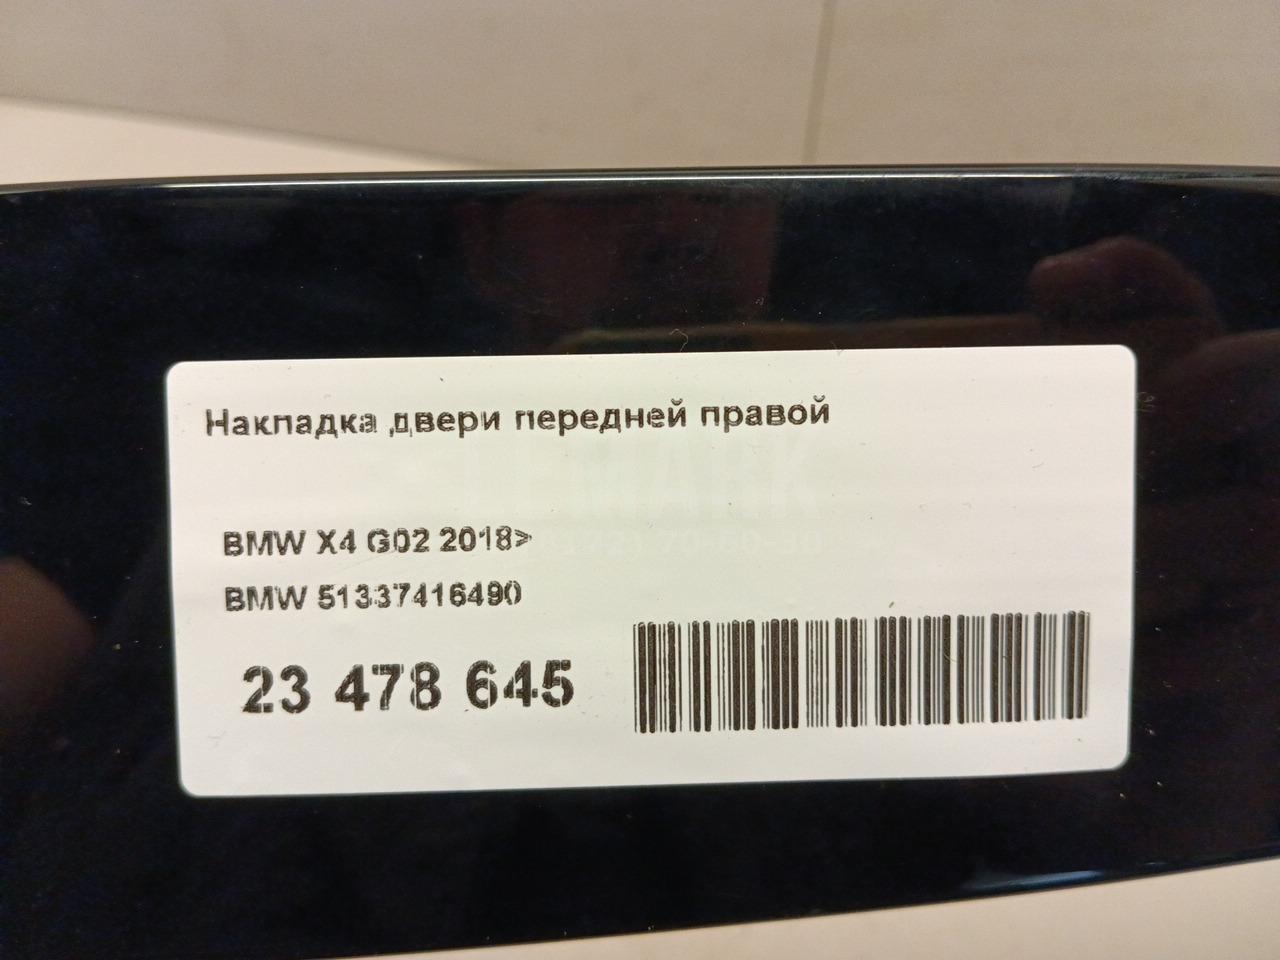 Накладка двери передней правой
BMW X4 G02 2018>
BMW 51337416490
23 478 645